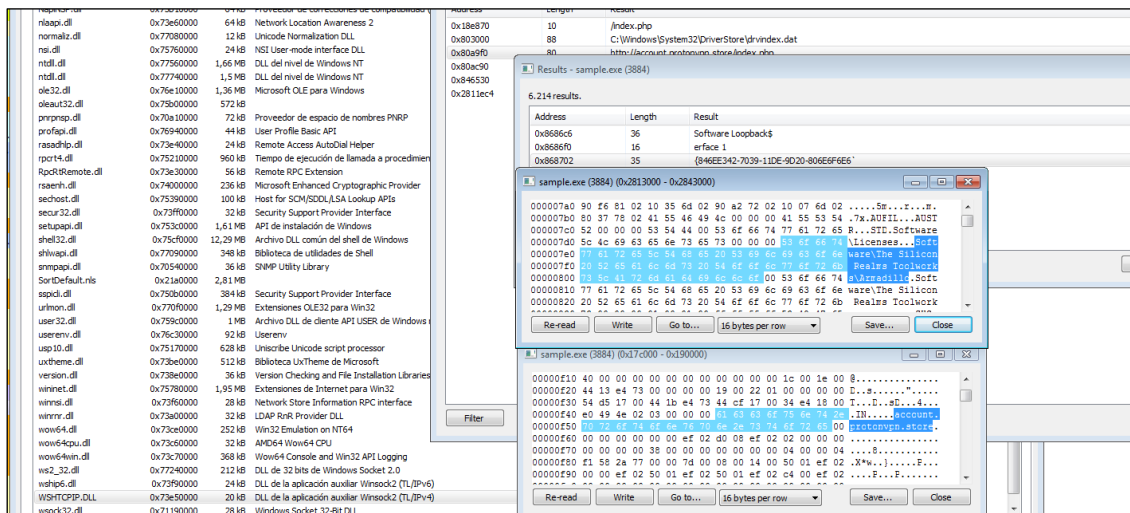 NapiNSP.dll 0x73b10000 64 kB Proveedor de correcciones de compatibilidad
nlaapi.dll 0x73e60000 64 kB Network Location Awareness 2
normaliz.dll 0x77080000 12 kB Unicode Normalization DLL
nsi.dll 0x75760000 24 kB NSI User-mode interface DLL
ntdll.dll 0x77560000 1,66 MB DLL del nivel de Windows NT
ntdll.dll 0x77740000 1,5 MB DLL del nivel de Windows NT
ole32.dll 0x76e10000 1,36 MB Microsoft OLE para Windows
oleaut32.dll 0x75b00000 572 kB
pnrpnsp.dll 0x70a10000 72 kB Proveedor de espacio de nombres PNRP
profapi.dll 0x76940000 44 kB User Profile Basic API
rasadhlp.dll 0x73e40000 24 kB Remote Access AutoDial Helper
rpcrt4.dll 0x75210000 960 kB Tiempo de ejecución de llamada a procedimien
RpcRtRemote.dll 0x73e30000 56 kB Remote RPC Extension
rsaenh.dll 0x74000000 236 kB Microsoft Enhanced Cryptographic Provider
sechost.dll 0x75390000 100 kB Host for SCM/SDDL/LSA Lookup APIs
secur32.dll 0x73ff0000 32 kB Security Support Provider Interface
setupapi.dll 0x753c0000 1,61 MB API de instalación de Windows
shell32.dll 0x75cf0000 12,29 MB Archivo DLL común del shell de Windows
shlwapi.dll 0x77090000 348 kB Biblioteca de utilidades de Shell
snmpapi.dll 0x70540000 36 kB SNMP Utility Library
SortDefault.nls 0x21a0000 2,81 MB
sspicli.dll 0x750b0000 384 kB Security Support Provider Interface
urlmon.dll 0x770f0000 1,29 MB Extensiones OLE32 para Win32
user32.dll 0x759c0000 1 MB Archivo DLL de cliente API USER de Windows
userenv.dll 0x76c30000 92 kB Userenv
usp10.dll 0x75170000 628 kB Uniscribe Unicode script processor
uxtheme.dll 0x73be0000 512 kB Biblioteca UxTheme de Microsoft
version.dll 0x738e0000 36 kB Version Checking and File Installation Libraries
wininet.dll 0x75780000 1,95 MB Extensiones de Internet para Win32
winnsi.dll 0x73f60000 28 kB Network Store Information RPC interface
winrnr.dll 0x73a00000 32 kB LDAP RnR Provider DLL
wow64.dll 0x73ce0000 252 kB Win32 Emulation on NT64
wow64cpu.dll 0x73c60000 32 kB AMD64 Wow64 CPU
wow64win.dll 0x73c70000 368 kB Wow64 Console and Win32 API Logging
ws2_32.dll 0x77240000 212 kB DLL de 32 bits de Windows Socket 2.0
wship6.dll 0x73f90000 24 kB DLL de la aplicación auxiliar Winsock2 (TL/IPv6)
WSHTCPIP.DLL 0x73e50000 20 kB DLL de la aplicación auxiliar Winsock2 (TL/IPv4)
wsock32.dll 0x71190000 28 kB Windows Socket 32-Bit DLL
Address Length Result
0x18e870 10 /index.php
0x803000 88 C:\Windows\System32\DriverStore\drvindex.dat
0x80a9f0 80 http://account.protonvpn.store/index.php
0x80ac90
0x846530
0x2811ec4
Filter
Results - sample.exe (3884)
6.214 results.
Address Length Result
0x8686c6 36 Software Loopback$
0x8686f0 16 erface 1
0x868702 35 {846EE342-7039-11DE-9D20-806E6F6E6`
sample.exe (3884) (0x2813000 - 0x2843000)
000007a0 90 f6 81 02 10 35 6d 02 90 a2 72 02 10 07 6d 02 .....5m...r...m.
000007b0 80 37 78 02 41 55 46 49 4c 00 00 00 41 55 53 54 .7x.AUFIL...AUST
000007c0 52 00 00 00 53 54 44 00 53 6f 66 74 77 61 72 65 R...STD.Software
000007d0 5c 4c 69 63 65 6e 73 65 73 00 00 00 53 6f 66 74 \Licenses...Soft
000007e0 77 61 72 65 5c 54 68 65 20 53 69 6c 69 63 6f 6e ware\The Silicon
000007f0 20 52 65 61 6c 6d 73 20 54 6f 6f 6c 77 6f 72 6b  Realms Toolwork
00000800 73 5c 41 72 6d 61 64 69 6c 6c 6f 00 53 6f 66 74 s\Armadillo.Soft
00000810 77 61 72 65 5c 54 68 65 20 53 69 6c 69 63 6f 6e ware\The Silicon
00000820 20 52 65 61 6c 6d 73 20 54 6f 6f 6c 77 6f 72 6b  Realms Toolwork
Re-read Write Go to... 16 bytes per row Save... Close
sample.exe (3884) (0x17c000 - 0x190000)
00000f10 40 00 00 00 00 00 00 00 00 00 00 00 1c 00 1e 00 @...............
00000f20 44 13 e4 73 00 00 00 00 19 00 22 01 00 00 00 00 D..s......".....
00000f30 54 d5 17 00 44 1b e4 73 44 cf 17 00 34 e4 18 00 T...D..sD...4...
00000f40 e0 49 4e 02 03 00 00 00 61 63 63 6f 75 6e 74 2e .IN.....account.
00000f50 70 72 6f 74 6f 6e 76 70 6e 2e 73 74 6f 72 65 00 protonvpn.store.
00000f60 00 00 00 00 00 00 ef 02 d0 08 ef 02 02 00 00 00 ................
00000f70 00 00 00 00 38 00 00 00 00 00 00 00 04 00 00 04 ....8...........
00000f80 f1 58 2a 77 00 00 7d 00 08 00 14 00 50 01 ef 02 .X*w..}.....P...
00000f90 00 00 ef 02 50 01 ef 02 50 01 ef 02 c4 00 ef 02 ....P...P.......
Re-read Write Go to... 16 bytes per row Save... Close